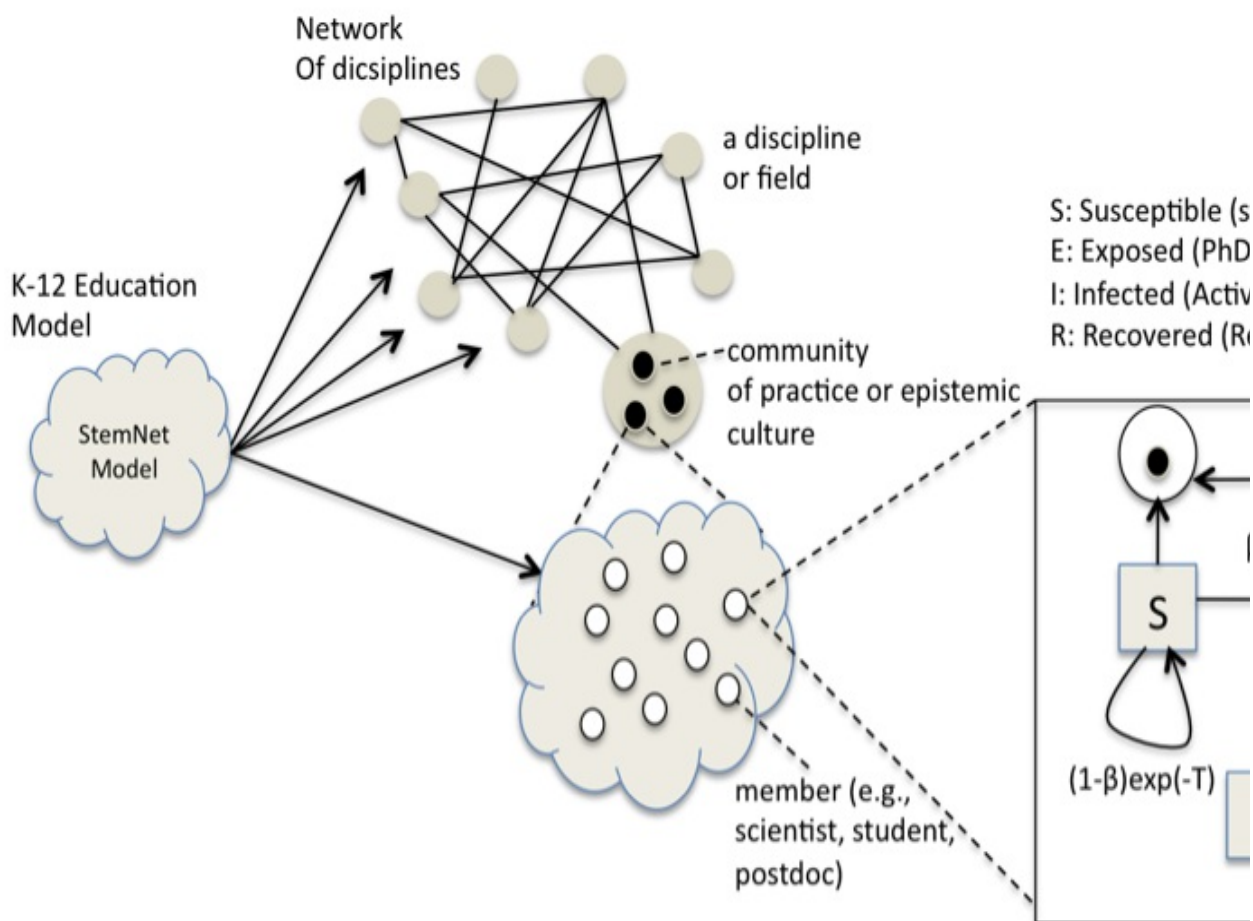 Network
Of dicsiplines
a discipline
or field
S: Susceptible (s
E: Exposed (PhD
I: Infected (Activ
R: Recovered (Re
K-12 Education
Model
StemNet
Model
community
of practice or epistemic
culture
S
(1-β)exp(-T)
member (e.g.,
scientist, student,
postdoc)